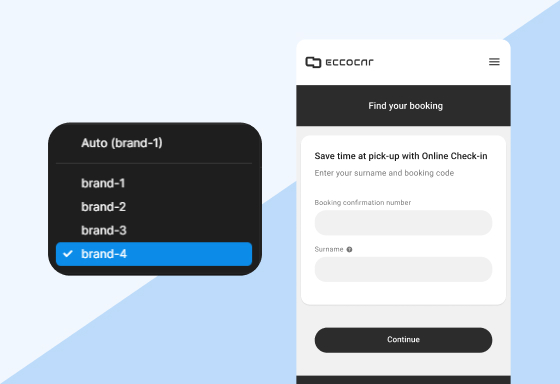 Auto (brand-1)
brand-1
brand-2
brand-3
brand-4
ECCOCAR
Find your booking
Save time at pick-up with Online Check-in
Enter your surname and booking code
Booking confirmation number
Surname ?
Continue